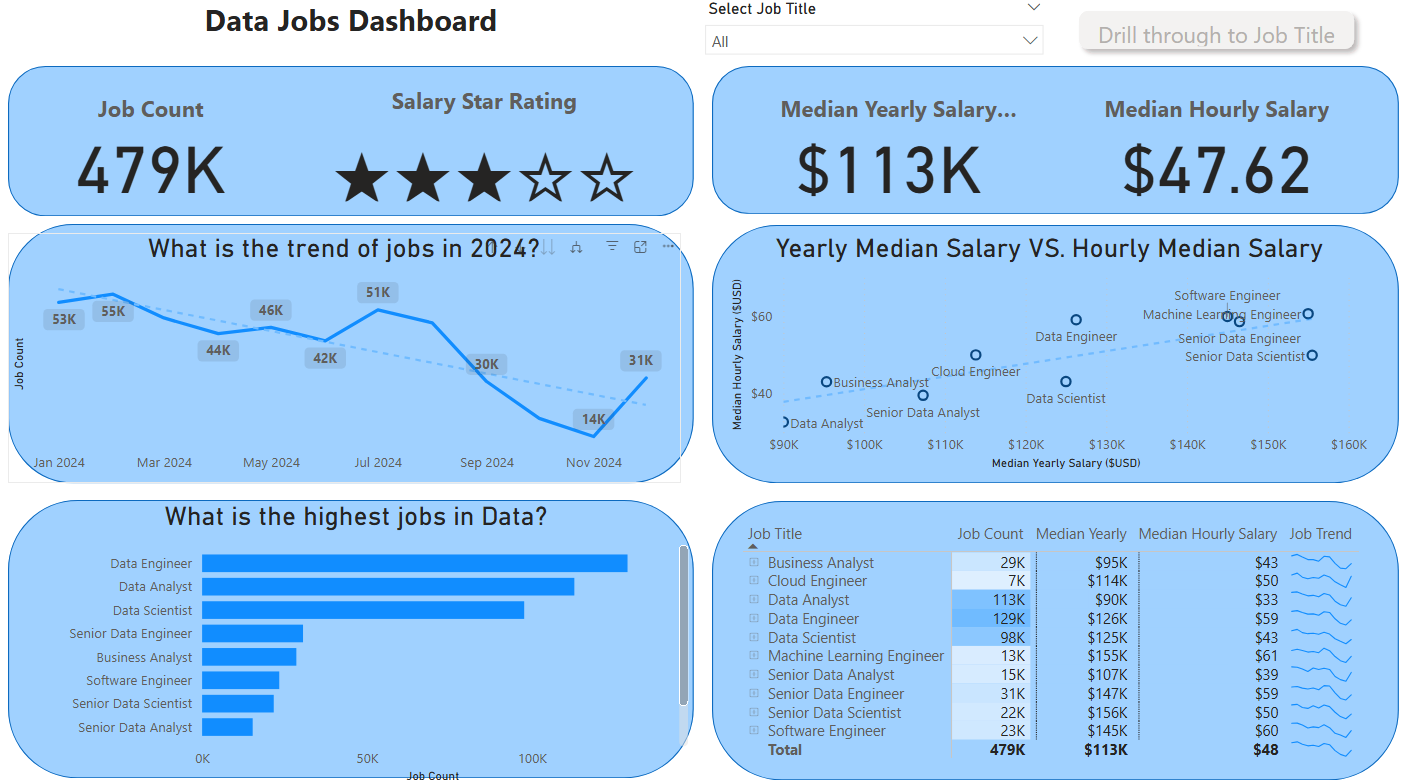 Data Jobs Dashboard
Select Job Title
All
Drill through to Job Title
Job Count
479K
Salary Star Rating
Median Yearly Salary...
$113K
Median Hourly Salary
$47.62
What is the trend of jobs in 2024?
Job Count
53K
55K
44K
46K
42K
51K
30K
14K
31K
Jan 2024
Mar 2024
May 2024
Jul 2024
Sep 2024
Nov 2024
Yearly Median Salary VS. Hourly Median Salary
Median Hourly Salary ($USD)
$60
$40
Software Engineer
Machine Learning Engineer
Data Engineer
Senior Data Engineer
Senior Data Scientist
Cloud Engineer
Business Analyst
Data Scientist
Senior Data Analyst
Data Analyst
$90K
$100K
$110K
$120K
$130K
$140K
$150K
$160K
Median Yearly Salary ($USD)
What is the highest jobs in Data?
Data Engineer
Data Analyst
Data Scientist
Senior Data Engineer
Business Analyst
Software Engineer
Senior Data Scientist
Senior Data Analyst
0K
50K
100K
Job Count
Job Title Job Count Median Yearly Median Hourly Salary Job Trend
Business Analyst 29K $95K $43
Cloud Engineer 7K $114K $50
Data Analyst 113K $90K $33
Data Engineer 129K $126K $59
Data Scientist 98K $125K $43
Machine Learning Engineer 13K $155K $61
Senior Data Analyst 15K $107K $39
Senior Data Engineer 31K $147K $59
Senior Data Scientist 22K $156K $50
Software Engineer 23K $145K $60
Total 479K $113K $48